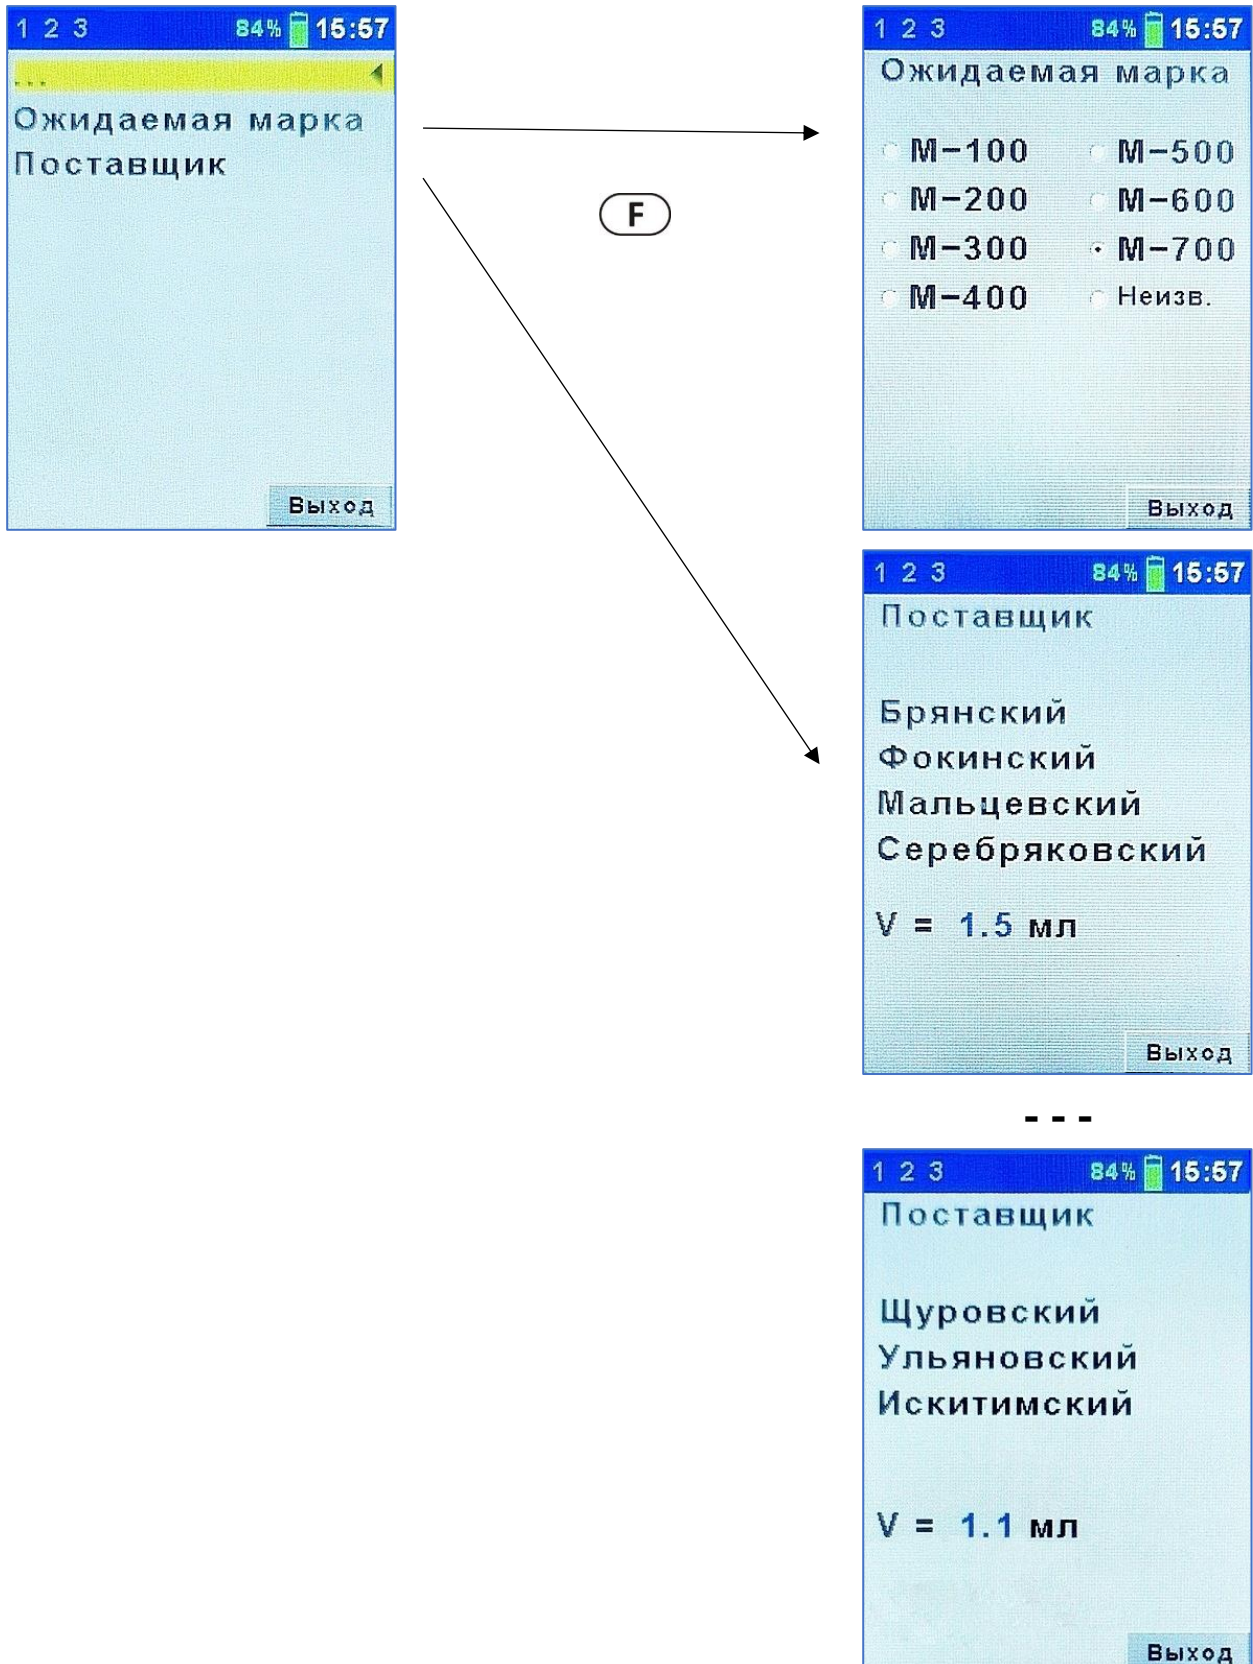 1 2 3 84% 15:57
...
Ожидаемая марка
Поставщик
Выход
F
1 2 3 84% 15:57
Ожидаемая марка
М-100 М-500
М-200 М-600
М-300 М-700
М-400 Неизв.
Выход
1 2 3 84% 15:57
Поставщик
Брянский
Фокинский
Мальцевский
Серебряковский
V = 1.5 мл
Выход
- - -
1 2 3 84% 15:57
Поставщик
Щуровский
Ульяновский
Искитимский
V = 1.1 мл
Выход